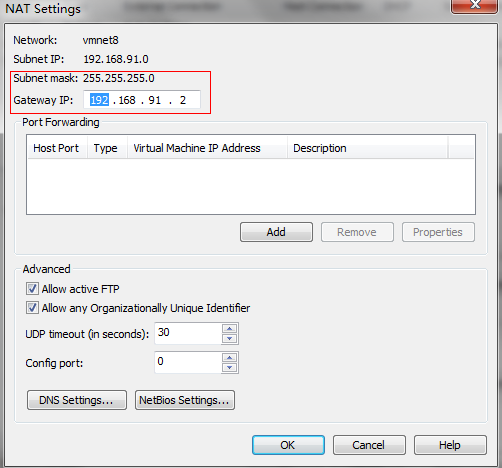 NAT Settings
Network: vmnet8
Subnet IP: 192.168.91.0
Subnet mask: 255.255.255.0
Gateway IP: 192 . 168 . 91 . 2
Port Forwarding
Host Port Type Virtual Machine IP Address Description
Add Remove Properties
Advanced
Allow active FTP
Allow any Organizationally Unique Identifier
UDP timeout (in seconds): 30
Config port: 0
DNS Settings... NetBios Settings...
OK Cancel Help